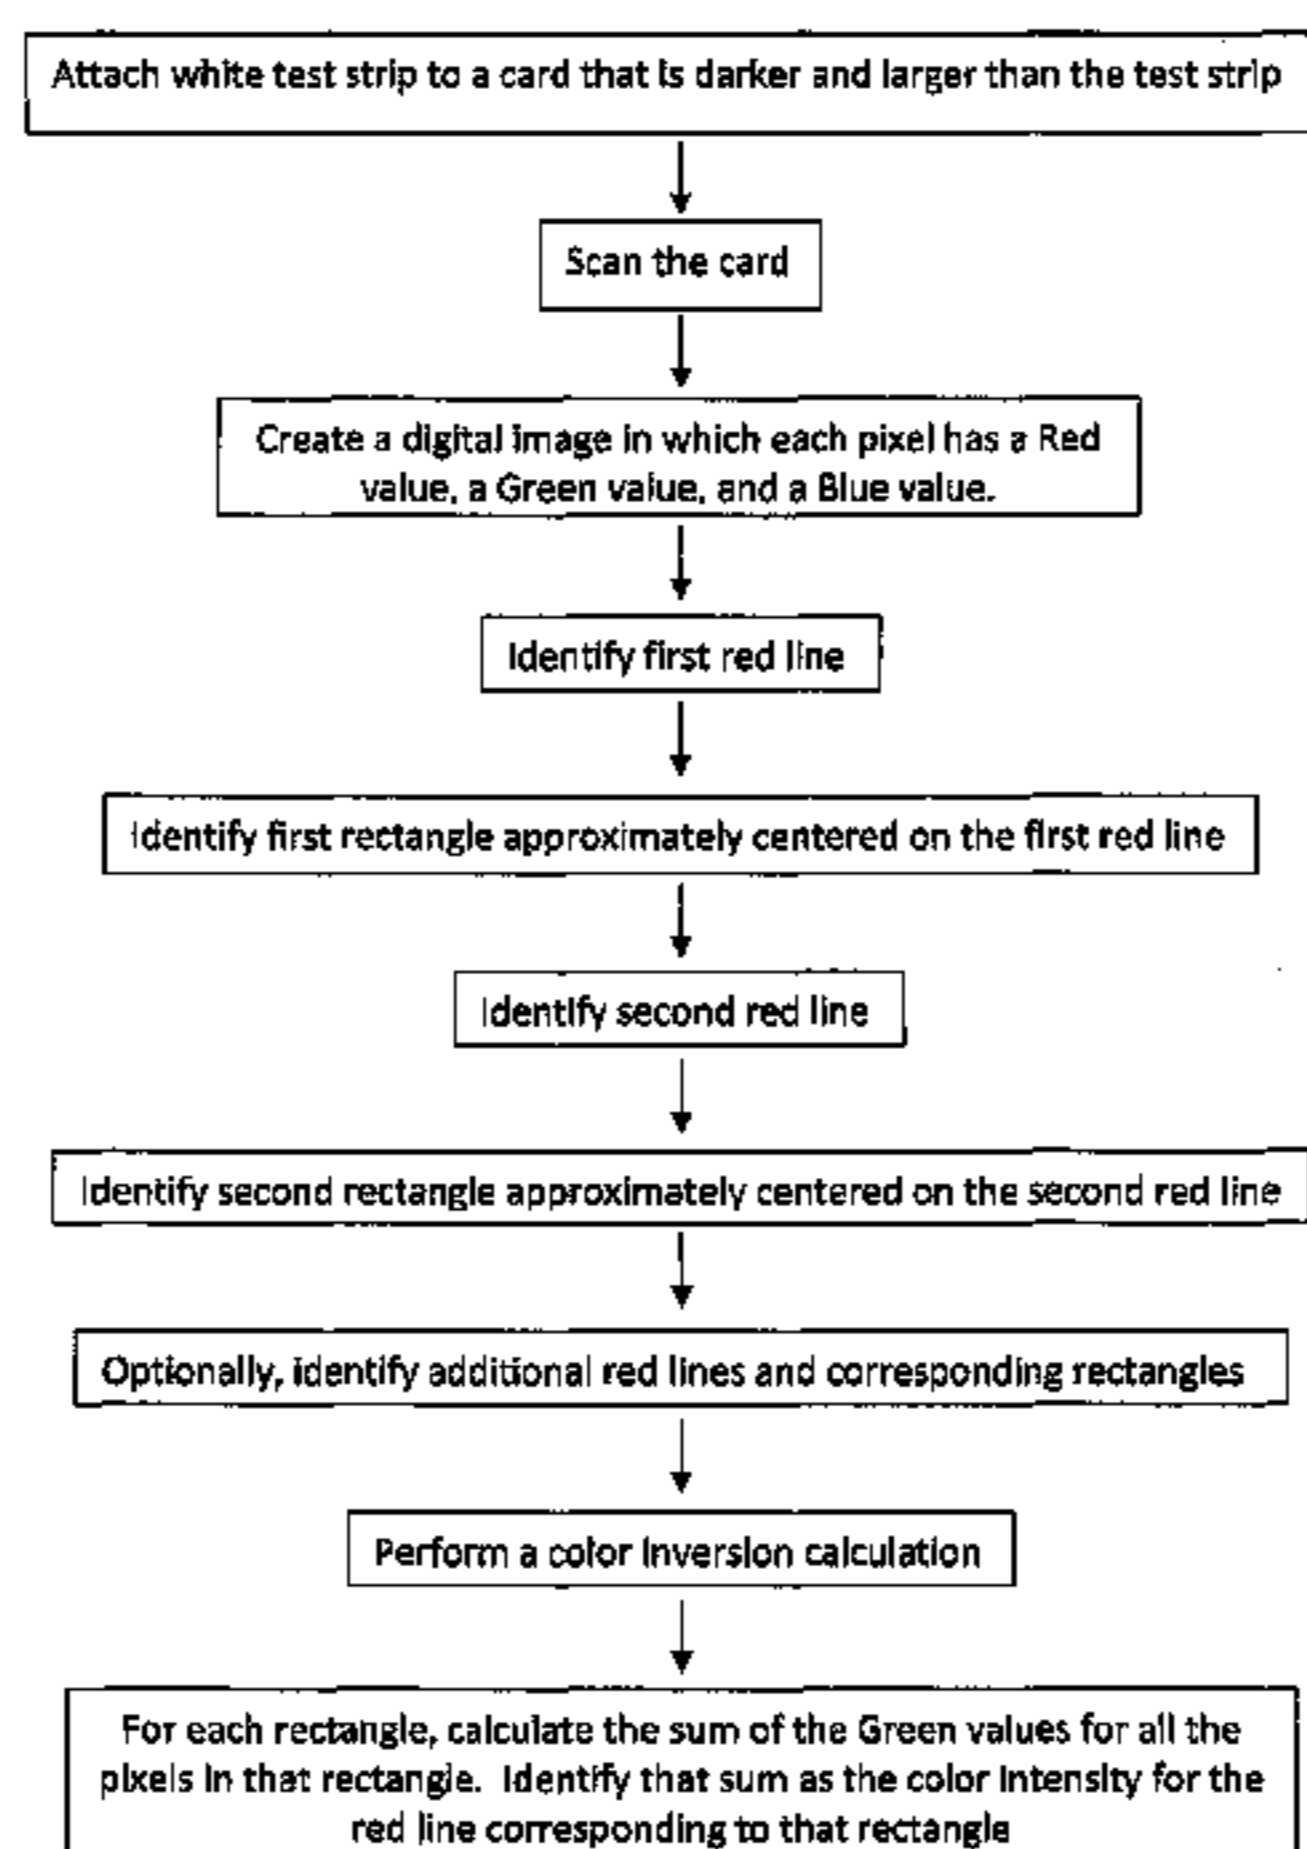 Attach white test strip to a card that is darker and larger than the test strip
Scan the card
Create a digital image in which each pixel has a Red
value, a Green value, and a Blue value.
Identify first red line
Identify first rectangle approximately centered on the first red line
Identify second red line
Identify second rectangle approximately centered on the second red line
Optionally, identify additional red lines and corresponding rectangles
Perform a color inversion calculation
For each rectangle, calculate the sum of the Green values for all the
pixels in that rectangle. Identify that sum as the color intensity for the
red line corresponding to that rectangle